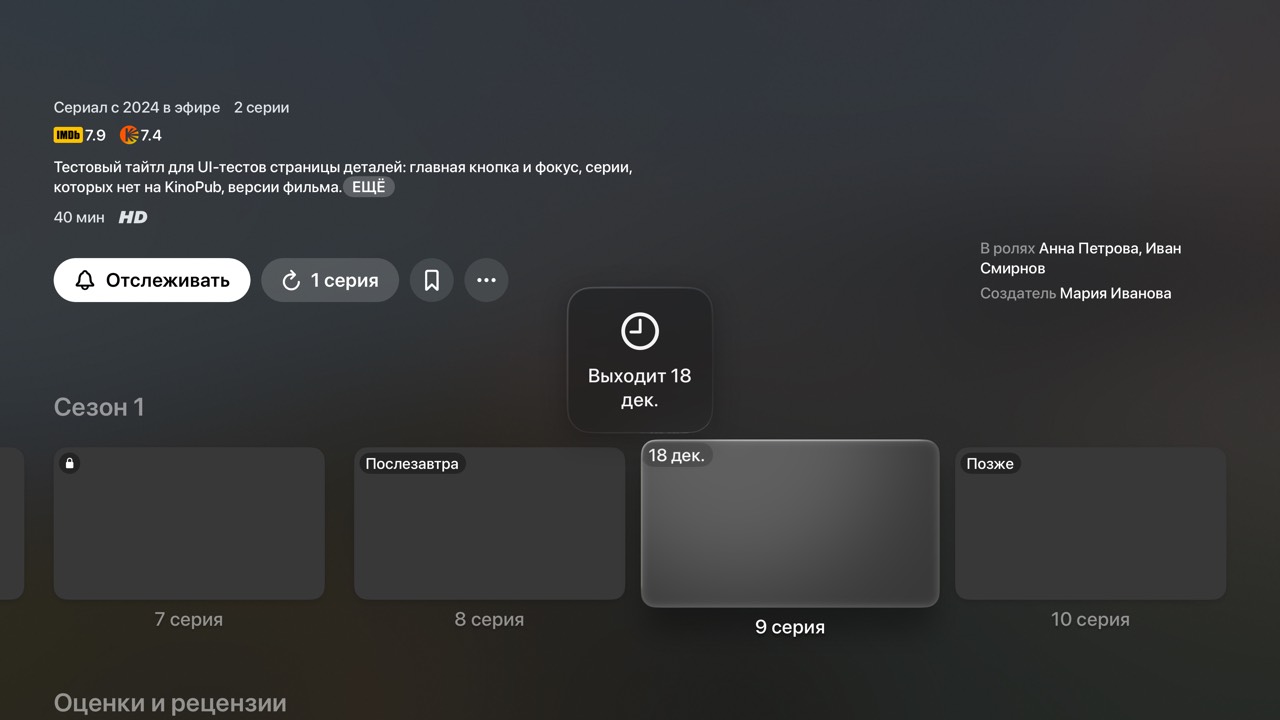 Сериал с 2024 в эфире 2 серии
IMDb 7.9 7.4
Тестовый тайтл для UI-тестов страницы деталей: главная кнопка и фокус, серии,
которых нет на KinoPub, версии фильма. ЕЩЁ
40 мин HD
В ролях Анна Петрова, Иван
Смирнов
Создатель Мария Иванова
Отслеживать
1 серия
Выходит 18
дек.
Сезон 1
Послезавтра
18 дек.
Позже
7 серия
8 серия
9 серия
10 серия
Оценки и рецензии